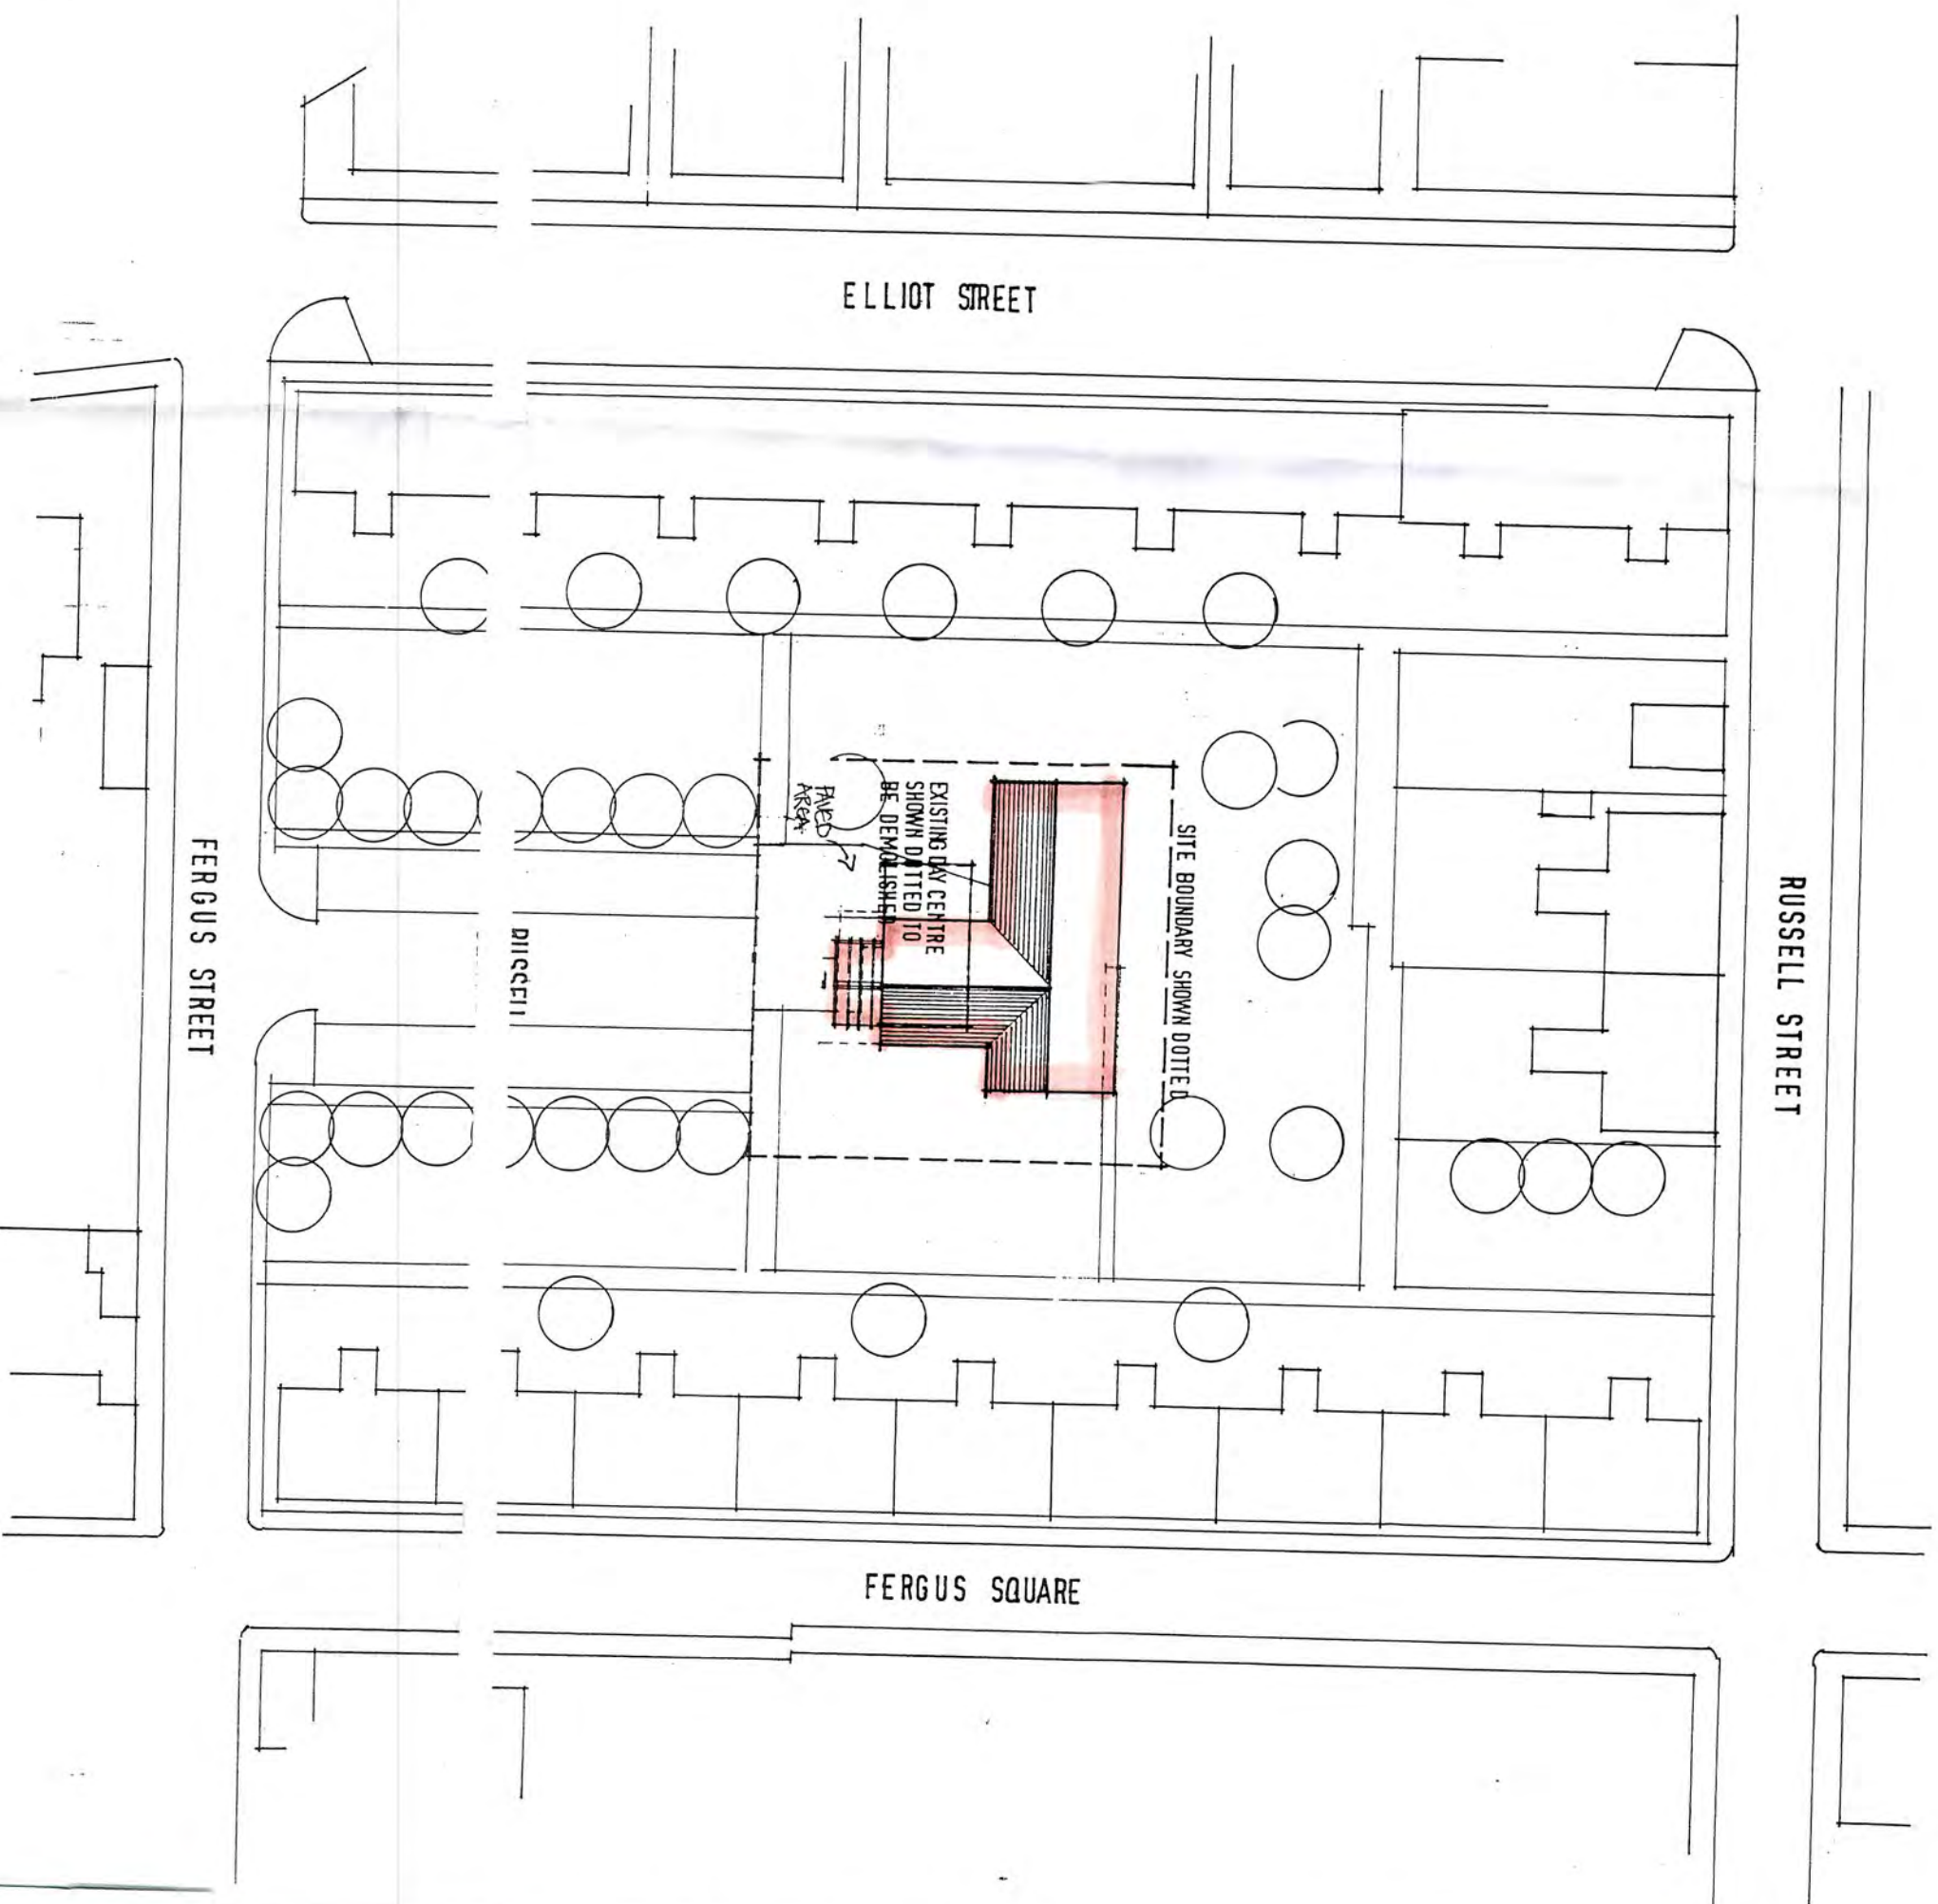 ELLIOT STREET
EXISTING DAY CENTRE
SHOWN DOTTED TO
BE DEMOLISHED
PAVED
AREA
SITE BOUNDARY SHOWN DOTTED
FERGUS STREET
RUSSELL
RUSSELL STREET
FERGUS SQUARE